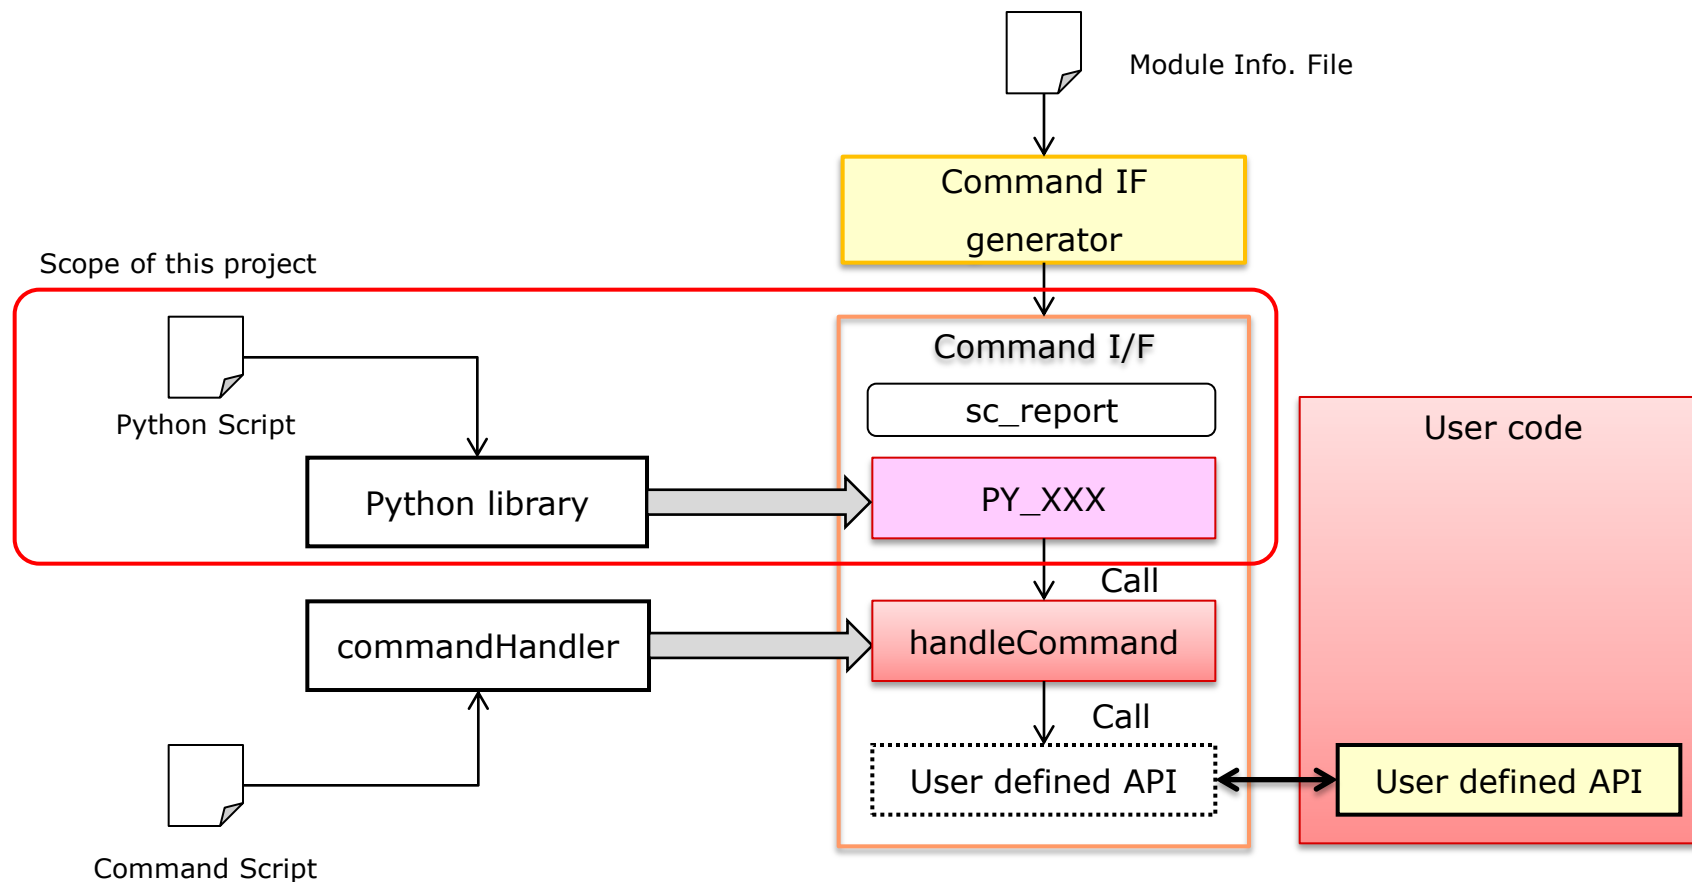 Module Info. File
Command IF
generator
Scope of this project
Command I/F
sc_report
Python Script
User code
Python library
PY_XXX
Call
commandHandler
handleCommand
Call
User defined API
User defined API
Command Script